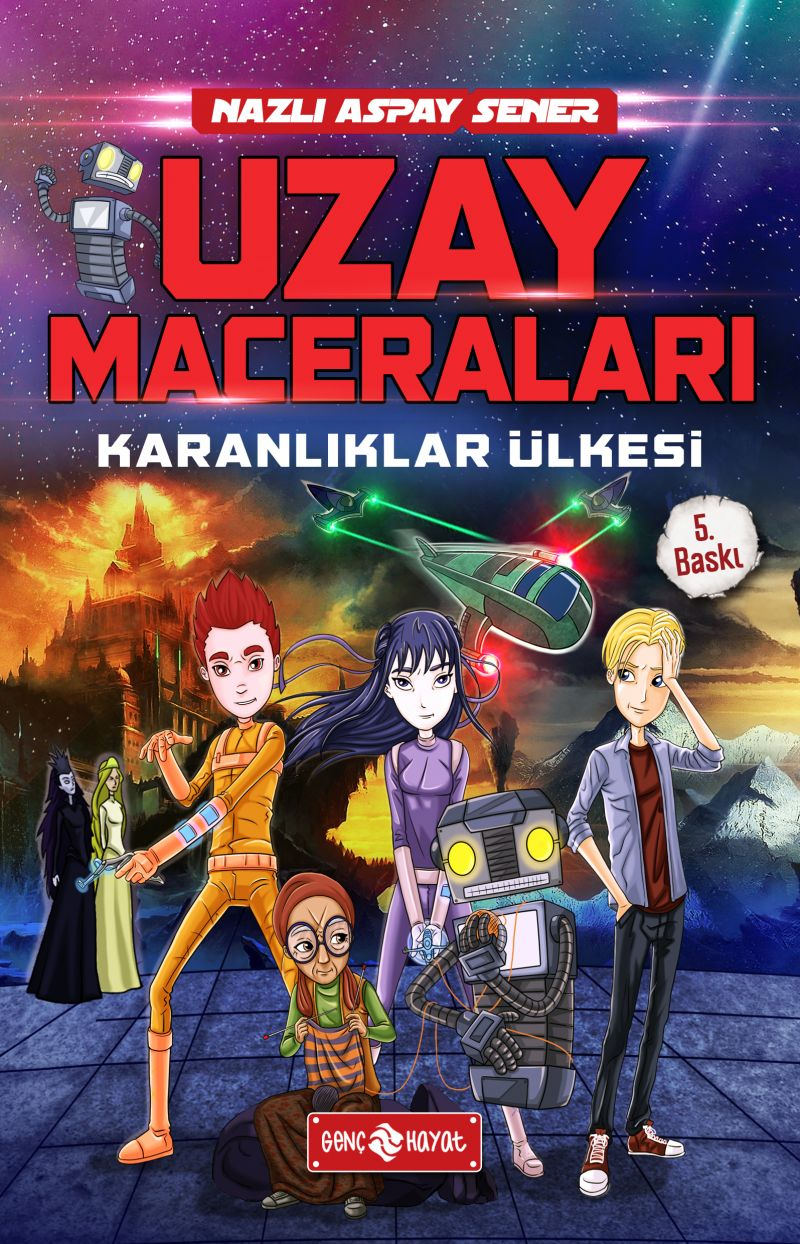 NAZLI ASPAY SENER
UZAY
MACERALARI
KARANLIKLAR ÜLKESİ
5.
Baskı
GENÇ HAYAT